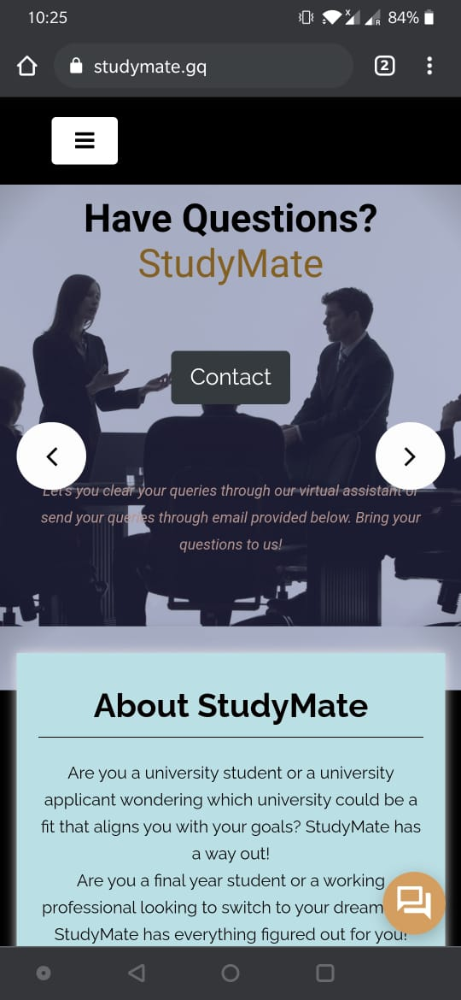 10:25
x R 84%
studymate.gq
2
Have Questions?
StudyMate
Contact
Let's you clear your queries through our virtual assistant or
send your queries through email provided below. Bring your
questions to us!
About StudyMate
Are you a university student or a university
applicant wondering which university could be a
fit that aligns you with your goals? StudyMate has
a way out!
Are you a final year student or a working
professional looking to switch to your dream
StudyMate has everything figured out for you!